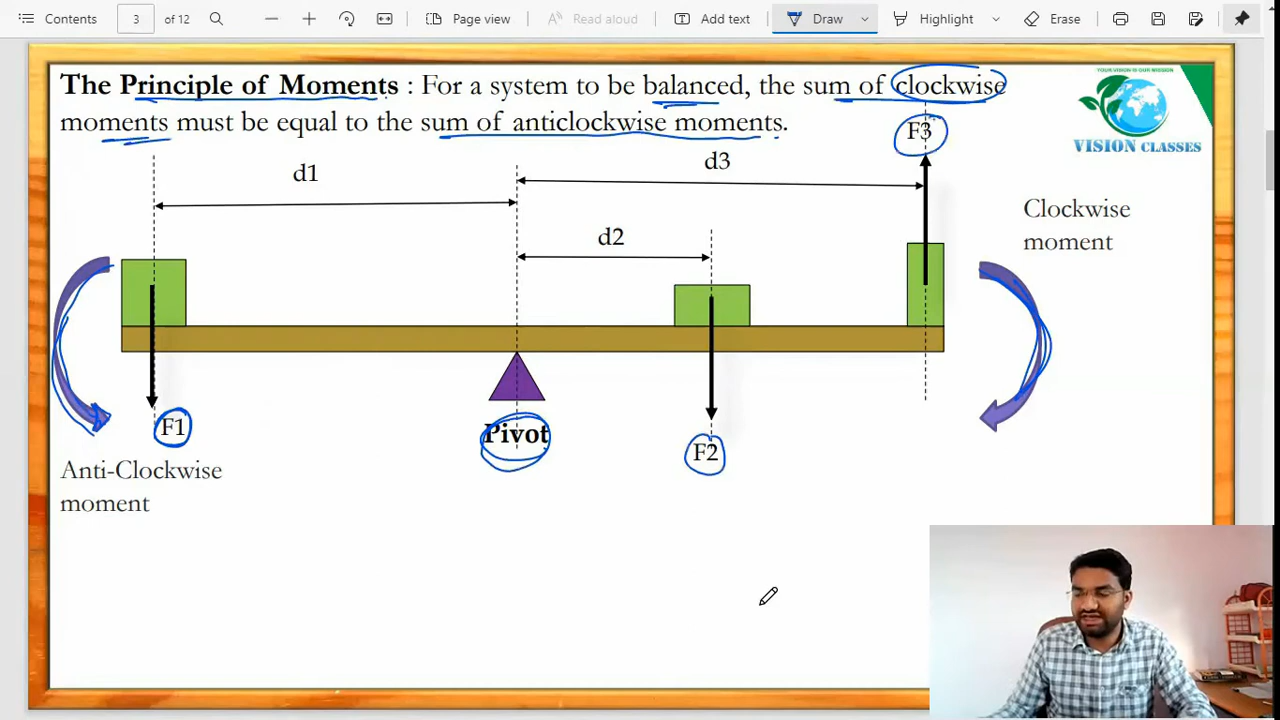 Contents
3 of 12
Page view
Read aloud
Add text
Draw
Highlight
Erase
The Principle of Moments : For a system to be balanced, the sum of clockwise
moments must be equal to the sum of anticlockwise moments.
YOUR VISION IS OUR MISSION
VISION CLASSES
F3
d1
d3
d2
Clockwise
moment
F1
Pivot
F2
Anti-Clockwise
moment